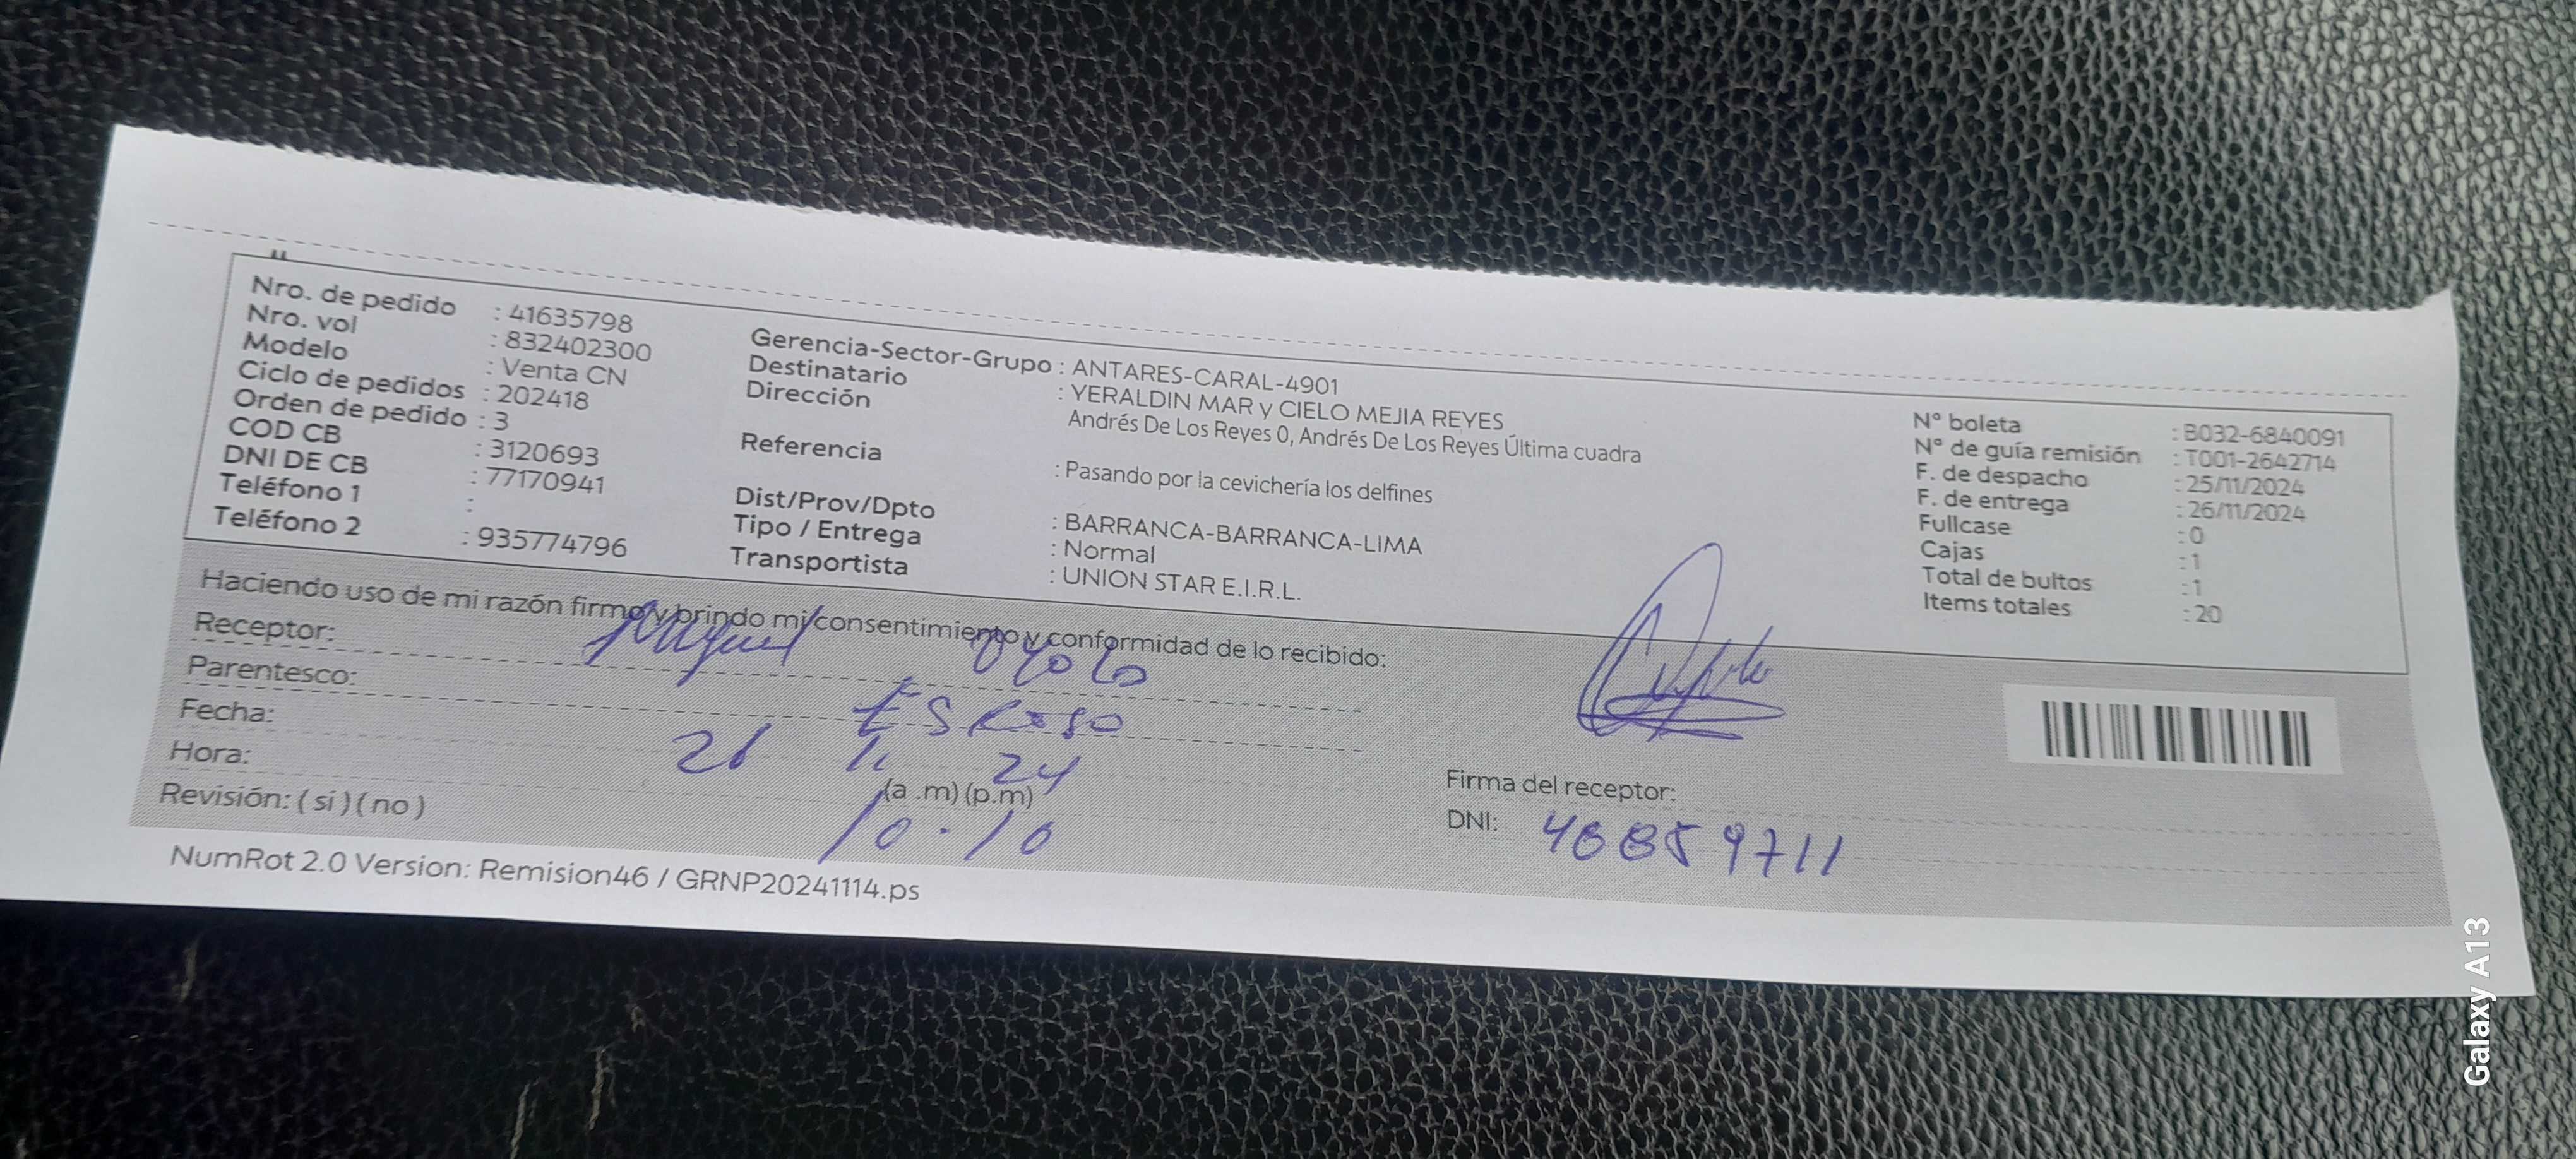 Nro. de pedido : 41635798
Nro. vol : 832402300
Modelo : Venta CN
Ciclo de pedidos : 202418
Orden de pedido : 3
COD CB : 3120693
DNI DE CB : 77170941
Teléfono 1 :
Teléfono 2 : 935774796
Gerencia-Sector-Grupo : ANTARES-CARAL-4901
Destinatario : YERALDIN MAR y CIELO MEJIA REYES
Dirección Andrés De Los Reyes 0, Andrés De Los Reyes Última cuadra
Referencia : Pasando por la cevichería los delfines
Dist/Prov/Dpto : BARRANCA-BARRANCA-LIMA
Tipo / Entrega : Normal
Transportista : UNION STAR E.I.R.L.
N° boleta : B032-6840091
N° de guía remisión : T001-2642714
F. de despacho : 25/11/2024
F. de entrega : 26/11/2024
Fullcase : 0
Cajas : 1
Total de bultos : 1
Items totales : 20
Haciendo uso de mi razón firmo y brindo mi consentimiento y conformidad de lo recibido:
Receptor: Miguel
Parentesco: Esposo
Fecha: 26 11 24
Hora: (a .m) (p.m)
10.10
Revisión: ( si ) ( no )
Firma del receptor:
DNI:
NumRot 2.0 Version: Remision46 / GRNP20241114.ps
Galaxy A13